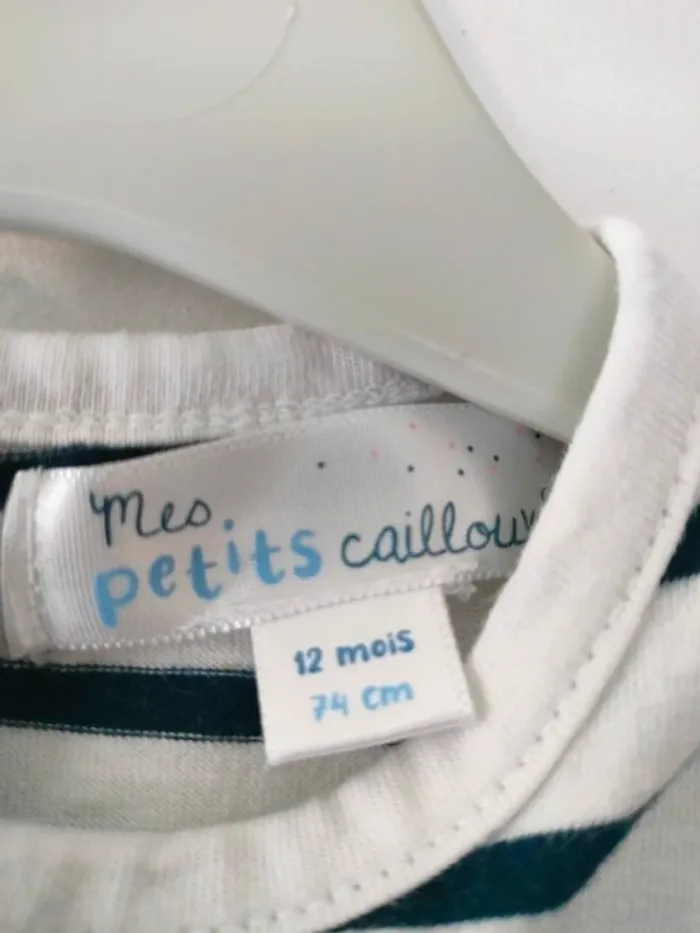 Mes
petits cailloux
12 mois
74 cm